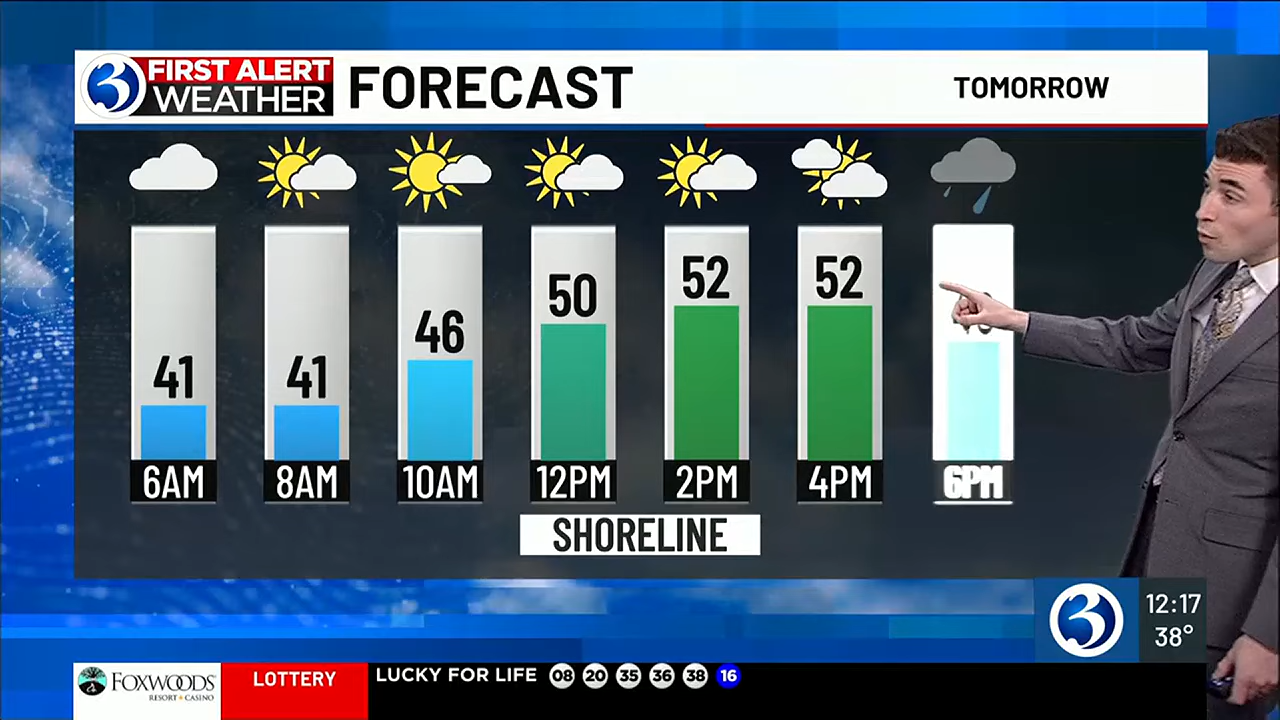 3 FIRST ALERT
WEATHER
FORECAST
TOMORROW
41
41
46
50
52
52
6AM
8AM
10AM
12PM
2PM
4PM
6PM
SHORELINE
3
12:17
38°
FOXWOODS
RESORT • CASINO
LOTTERY
LUCKY FOR LIFE 08 20 35 36 38 16